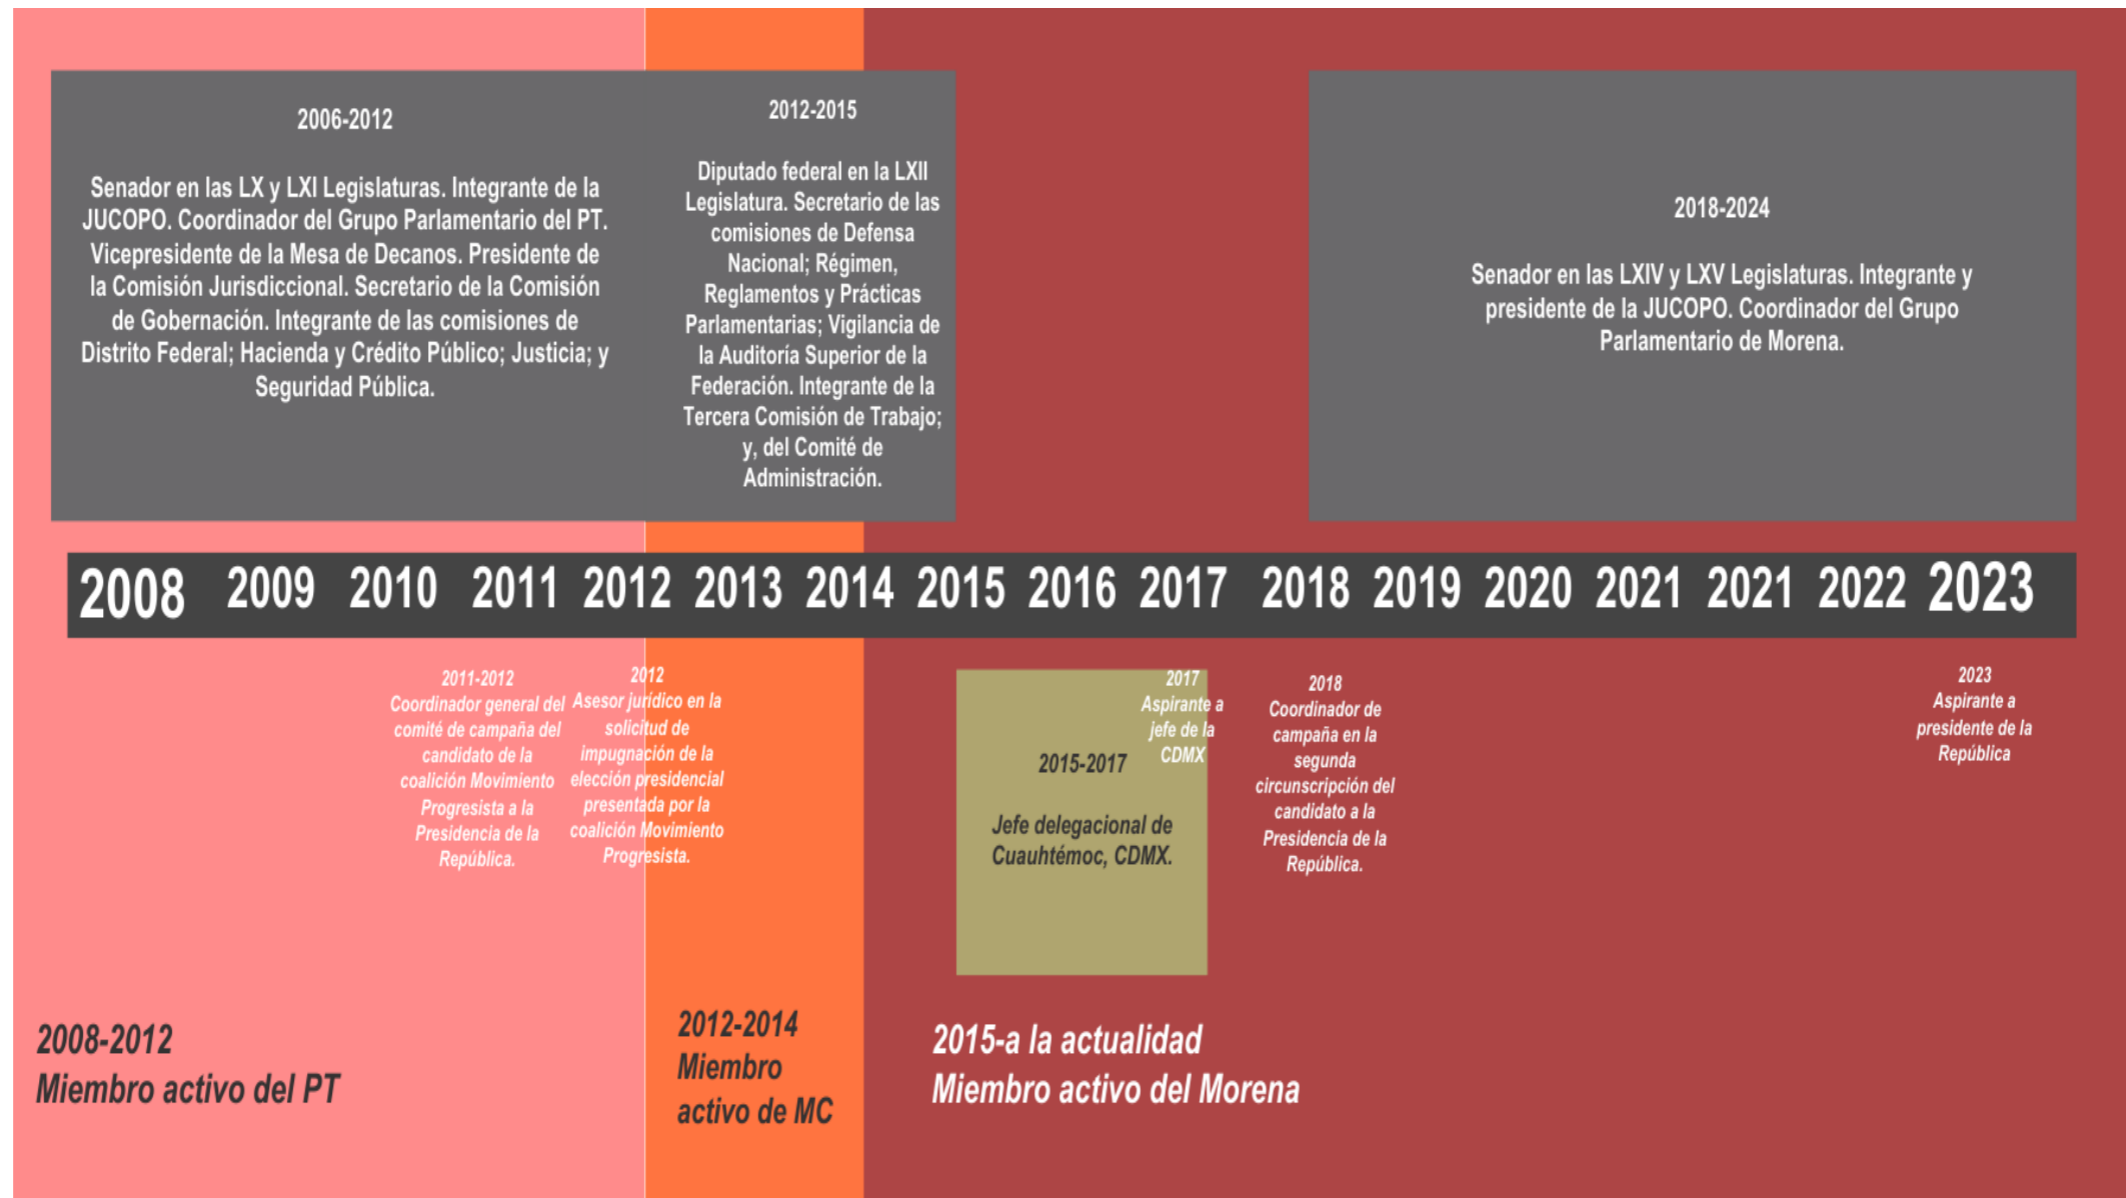 2006-2012
Senador en las LX y LXI Legislaturas. Integrante de la
JUCOPO. Coordinador del Grupo Parlamentario del PT.
Vicepresidente de la Mesa de Decanos. Presidente de
la Comisión Jurisdiccional. Secretario de la Comisión
de Gobernación. Integrante de las comisiones de
Distrito Federal; Hacienda y Crédito Público; Justicia; y
Seguridad Pública.
2012-2015
Diputado federal en la LXII
Legislatura. Secretario de las
comisiones de Defensa
Nacional; Régimen,
Reglamentos y Prácticas
Parlamentarias; Vigilancia de
la Auditoría Superior de la
Federación. Integrante de la
Tercera Comisión de Trabajo;
y, del Comité de
Administración.
2018-2024
Senador en las LXIV y LXV Legislaturas. Integrante y
presidente de la JUCOPO. Coordinador del Grupo
Parlamentario de Morena.
2008 2009 2010 2011 2012 2013 2014 2015 2016 2017 2018 2019 2020 2021 2021 2022 2023
2011-2012
Coordinador general del
comité de campaña del
candidato de la
coalición Movimiento
Progresista a la
Presidencia de la
República.
2012
Asesor jurídico en la
solicitud de
impugnación de la
elección presidencial
presentada por la
coalición Movimiento
Progresista.
2015-2017
Jefe delegacional de
Cuauhtémoc, CDMX.
2017
Aspirante a
jefe de la
CDMX
2018
Coordinador de
campaña en la
segunda
circunscripción del
candidato a la
Presidencia de la
República.
2023
Aspirante a
presidente de la
República
2008-2012
Miembro activo del PT
2012-2014
Miembro
activo de MC
2015-a la actualidad
Miembro activo del Morena